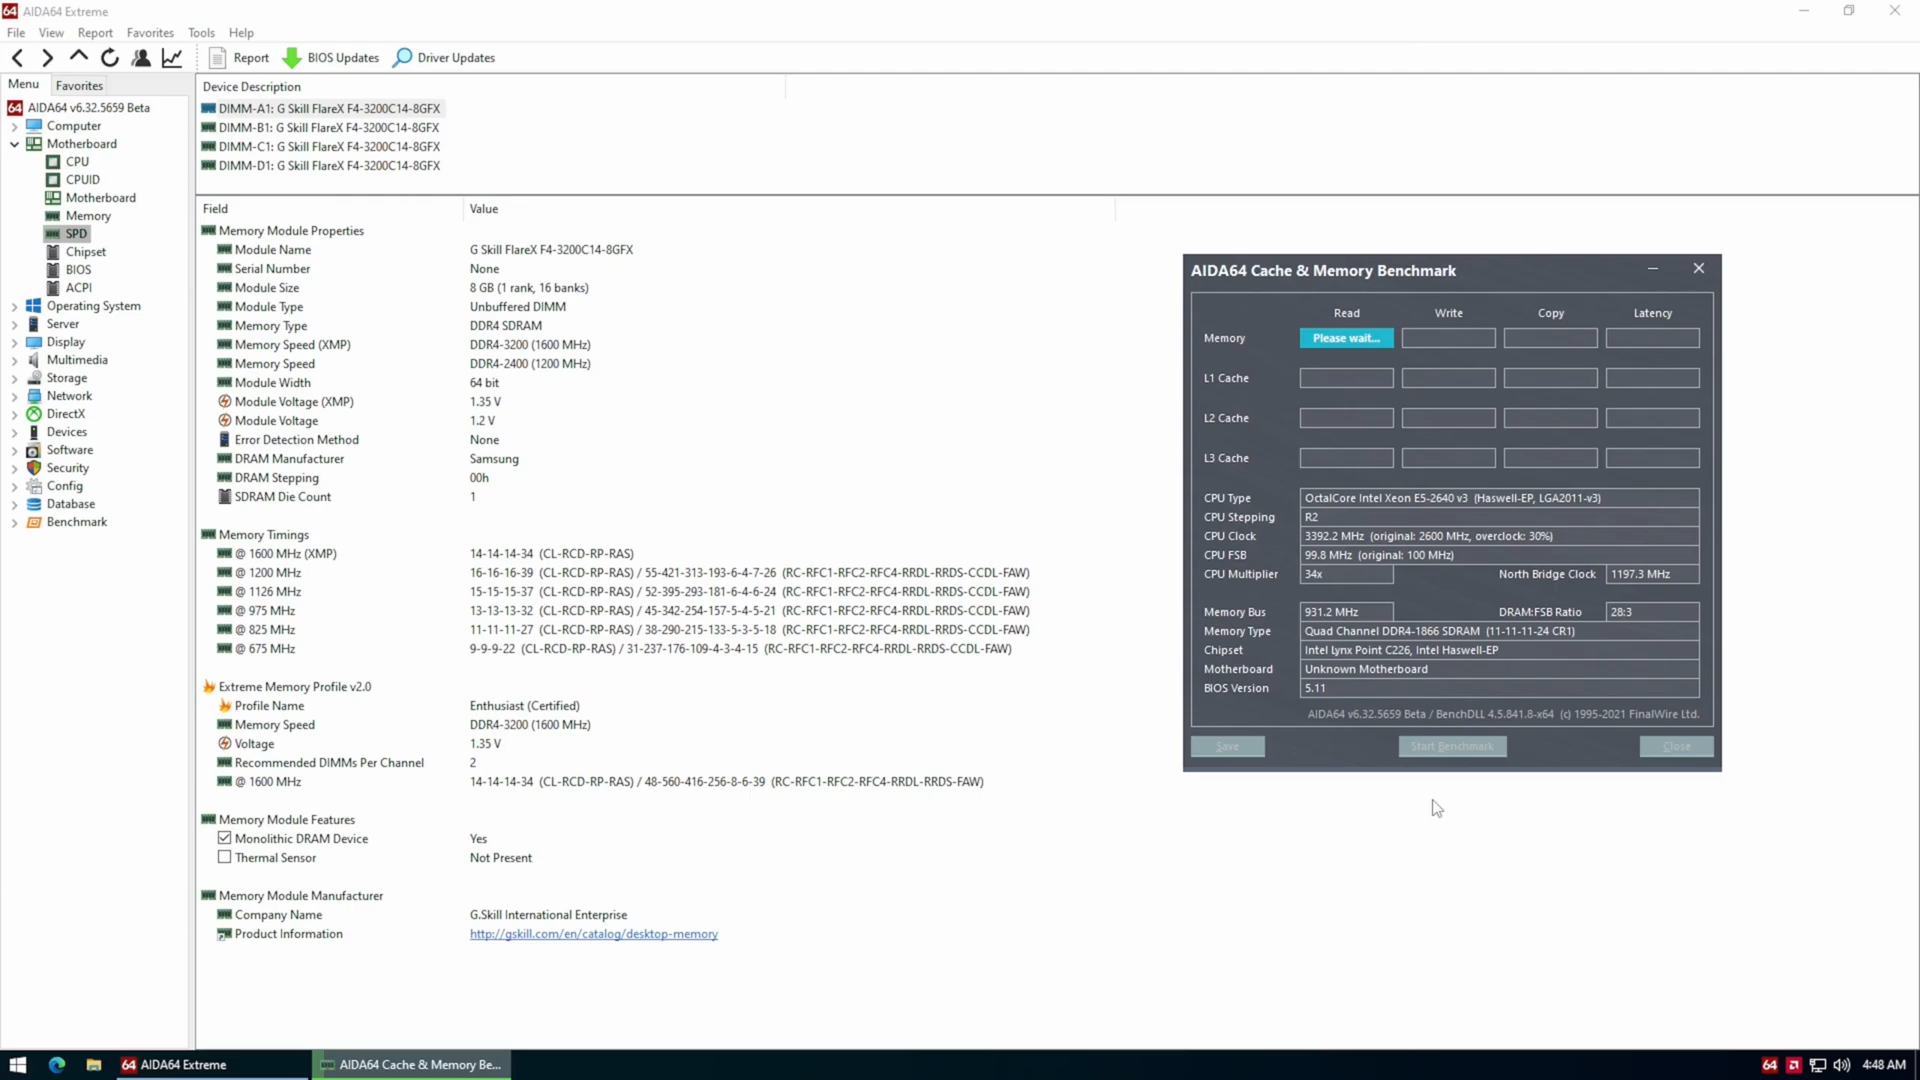 AIDA64 Extreme
File View Report Favorites Tools Help
Report BIOS Updates Driver Updates
Menu Favorites
AIDA64 v6.32.5659 Beta
Computer
Motherboard
CPU
CPUID
Motherboard
Memory
SPD
Chipset
BIOS
ACPI
Operating System
Server
Display
Multimedia
Storage
Network
DirectX
Devices
Software
Security
Config
Database
Benchmark
Device Description
DIMM-A1: G Skill FlareX F4-3200C14-8GFX
DIMM-B1: G Skill FlareX F4-3200C14-8GFX
DIMM-C1: G Skill FlareX F4-3200C14-8GFX
DIMM-D1: G Skill FlareX F4-3200C14-8GFX
Field Value
Memory Module Properties
Module Name G Skill FlareX F4-3200C14-8GFX
Serial Number None
Module Size 8 GB (1 rank, 16 banks)
Module Type Unbuffered DIMM
Memory Type DDR4 SDRAM
Memory Speed (XMP) DDR4-3200 (1600 MHz)
Memory Speed DDR4-2400 (1200 MHz)
Module Width 64 bit
Module Voltage (XMP) 1.35 V
Module Voltage 1.2 V
Error Detection Method None
DRAM Manufacturer Samsung
DRAM Stepping 00h
SDRAM Die Count 1
Memory Timings
@ 1600 MHz (XMP) 14-14-14-34 (CL-RCD-RP-RAS)
@ 1200 MHz 16-16-16-39 (CL-RCD-RP-RAS) / 55-421-313-193-6-4-7-26 (RC-RFC1-RFC2-RFC4-RRDL-RRDS-CCDL-FAW)
@ 1126 MHz 15-15-15-37 (CL-RCD-RP-RAS) / 52-395-293-181-6-4-6-24 (RC-RFC1-RFC2-RFC4-RRDL-RRDS-CCDL-FAW)
@ 975 MHz 13-13-13-32 (CL-RCD-RP-RAS) / 45-342-254-157-5-4-5-21 (RC-RFC1-RFC2-RFC4-RRDL-RRDS-CCDL-FAW)
@ 825 MHz 11-11-11-27 (CL-RCD-RP-RAS) / 38-290-215-133-5-3-5-18 (RC-RFC1-RFC2-RFC4-RRDL-RRDS-CCDL-FAW)
@ 675 MHz 9-9-9-22 (CL-RCD-RP-RAS) / 31-237-176-109-4-3-4-15 (RC-RFC1-RFC2-RFC4-RRDL-RRDS-CCDL-FAW)
Extreme Memory Profile v2.0
Profile Name Enthusiast (Certified)
Memory Speed DDR4-3200 (1600 MHz)
Voltage 1.35 V
Recommended DIMMs Per Channel 2
@ 1600 MHz 14-14-14-34 (CL-RCD-RP-RAS) / 48-560-416-256-8-6-39 (RC-RFC1-RFC2-RFC4-RRDL-RRDS-FAW)
Memory Module Features
Monolithic DRAM Device Yes
Thermal Sensor Not Present
Memory Module Manufacturer
Company Name G.Skill International Enterprise
Product Information http://gskill.com/en/catalog/desktop-memory
AIDA64 Cache & Memory Benchmark
Read Write Copy Latency
Memory Please wait...
L1 Cache
L2 Cache
L3 Cache
CPU Type OctalCore Intel Xeon E5-2640 v3 (Haswell-EP, LGA2011-v3)
CPU Stepping R2
CPU Clock 3392.2 MHz (original: 2600 MHz, overclock: 30%)
CPU FSB 99.8 MHz (original: 100 MHz)
CPU Multiplier 34x North Bridge Clock 1197.3 MHz
Memory Bus 931.2 MHz DRAM:FSB Ratio 28:3
Memory Type Quad Channel DDR4-1866 SDRAM (11-11-11-24 CR1)
Chipset Intel Lynx Point C226, Intel Haswell-EP
Motherboard Unknown Motherboard
BIOS Version 5.11
AIDA64 v6.32.5659 Beta / BenchDLL 4.5.841.8-x64 (c) 1995-2021 FinalWire Ltd.
Save Start Benchmark Close
64 AIDA64 Extreme AIDA64 Cache & Memory Be... 64 4:48 AM